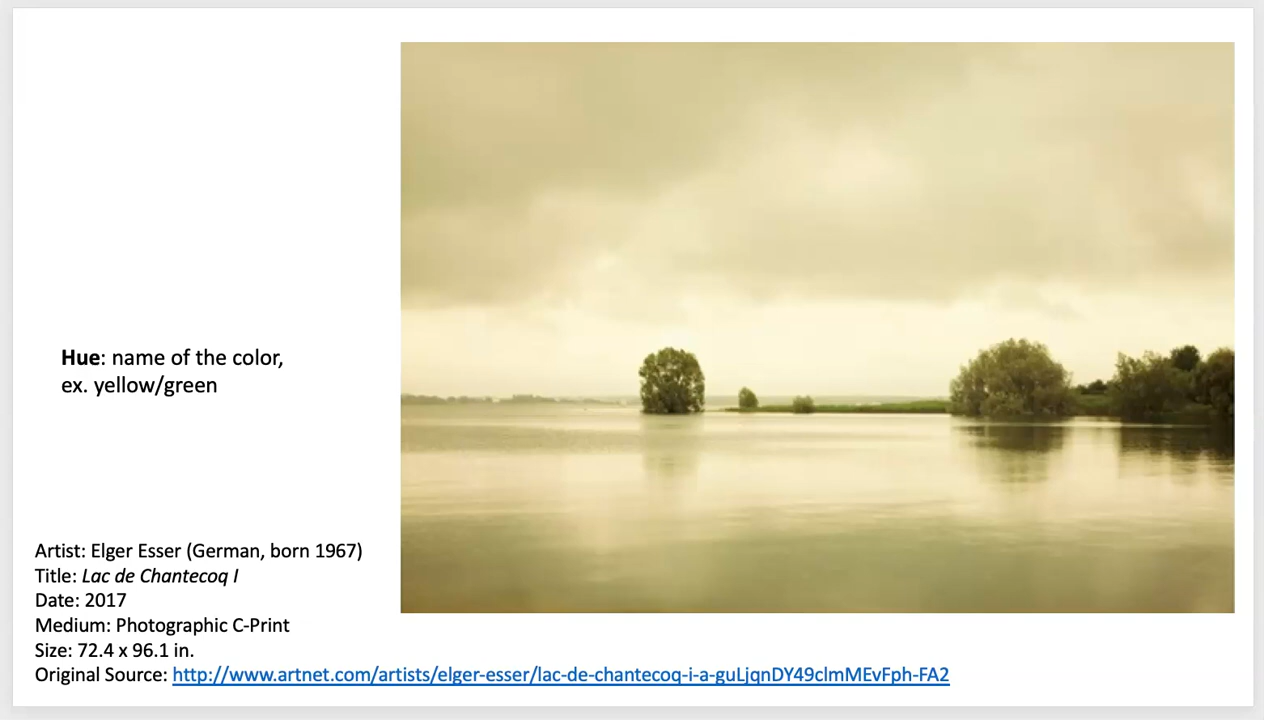 Hue: name of the color,
ex. yellow/green
Artist: Elger Esser (German, born 1967)
Title: Lac de Chantecoq I
Date: 2017
Medium: Photographic C-Print
Size: 72.4 x 96.1 in.
Original Source: http://www.artnet.com/artists/elger-esser/lac-de-chantecoq-i-a-guLjqnDY49clmMEvFph-FA2